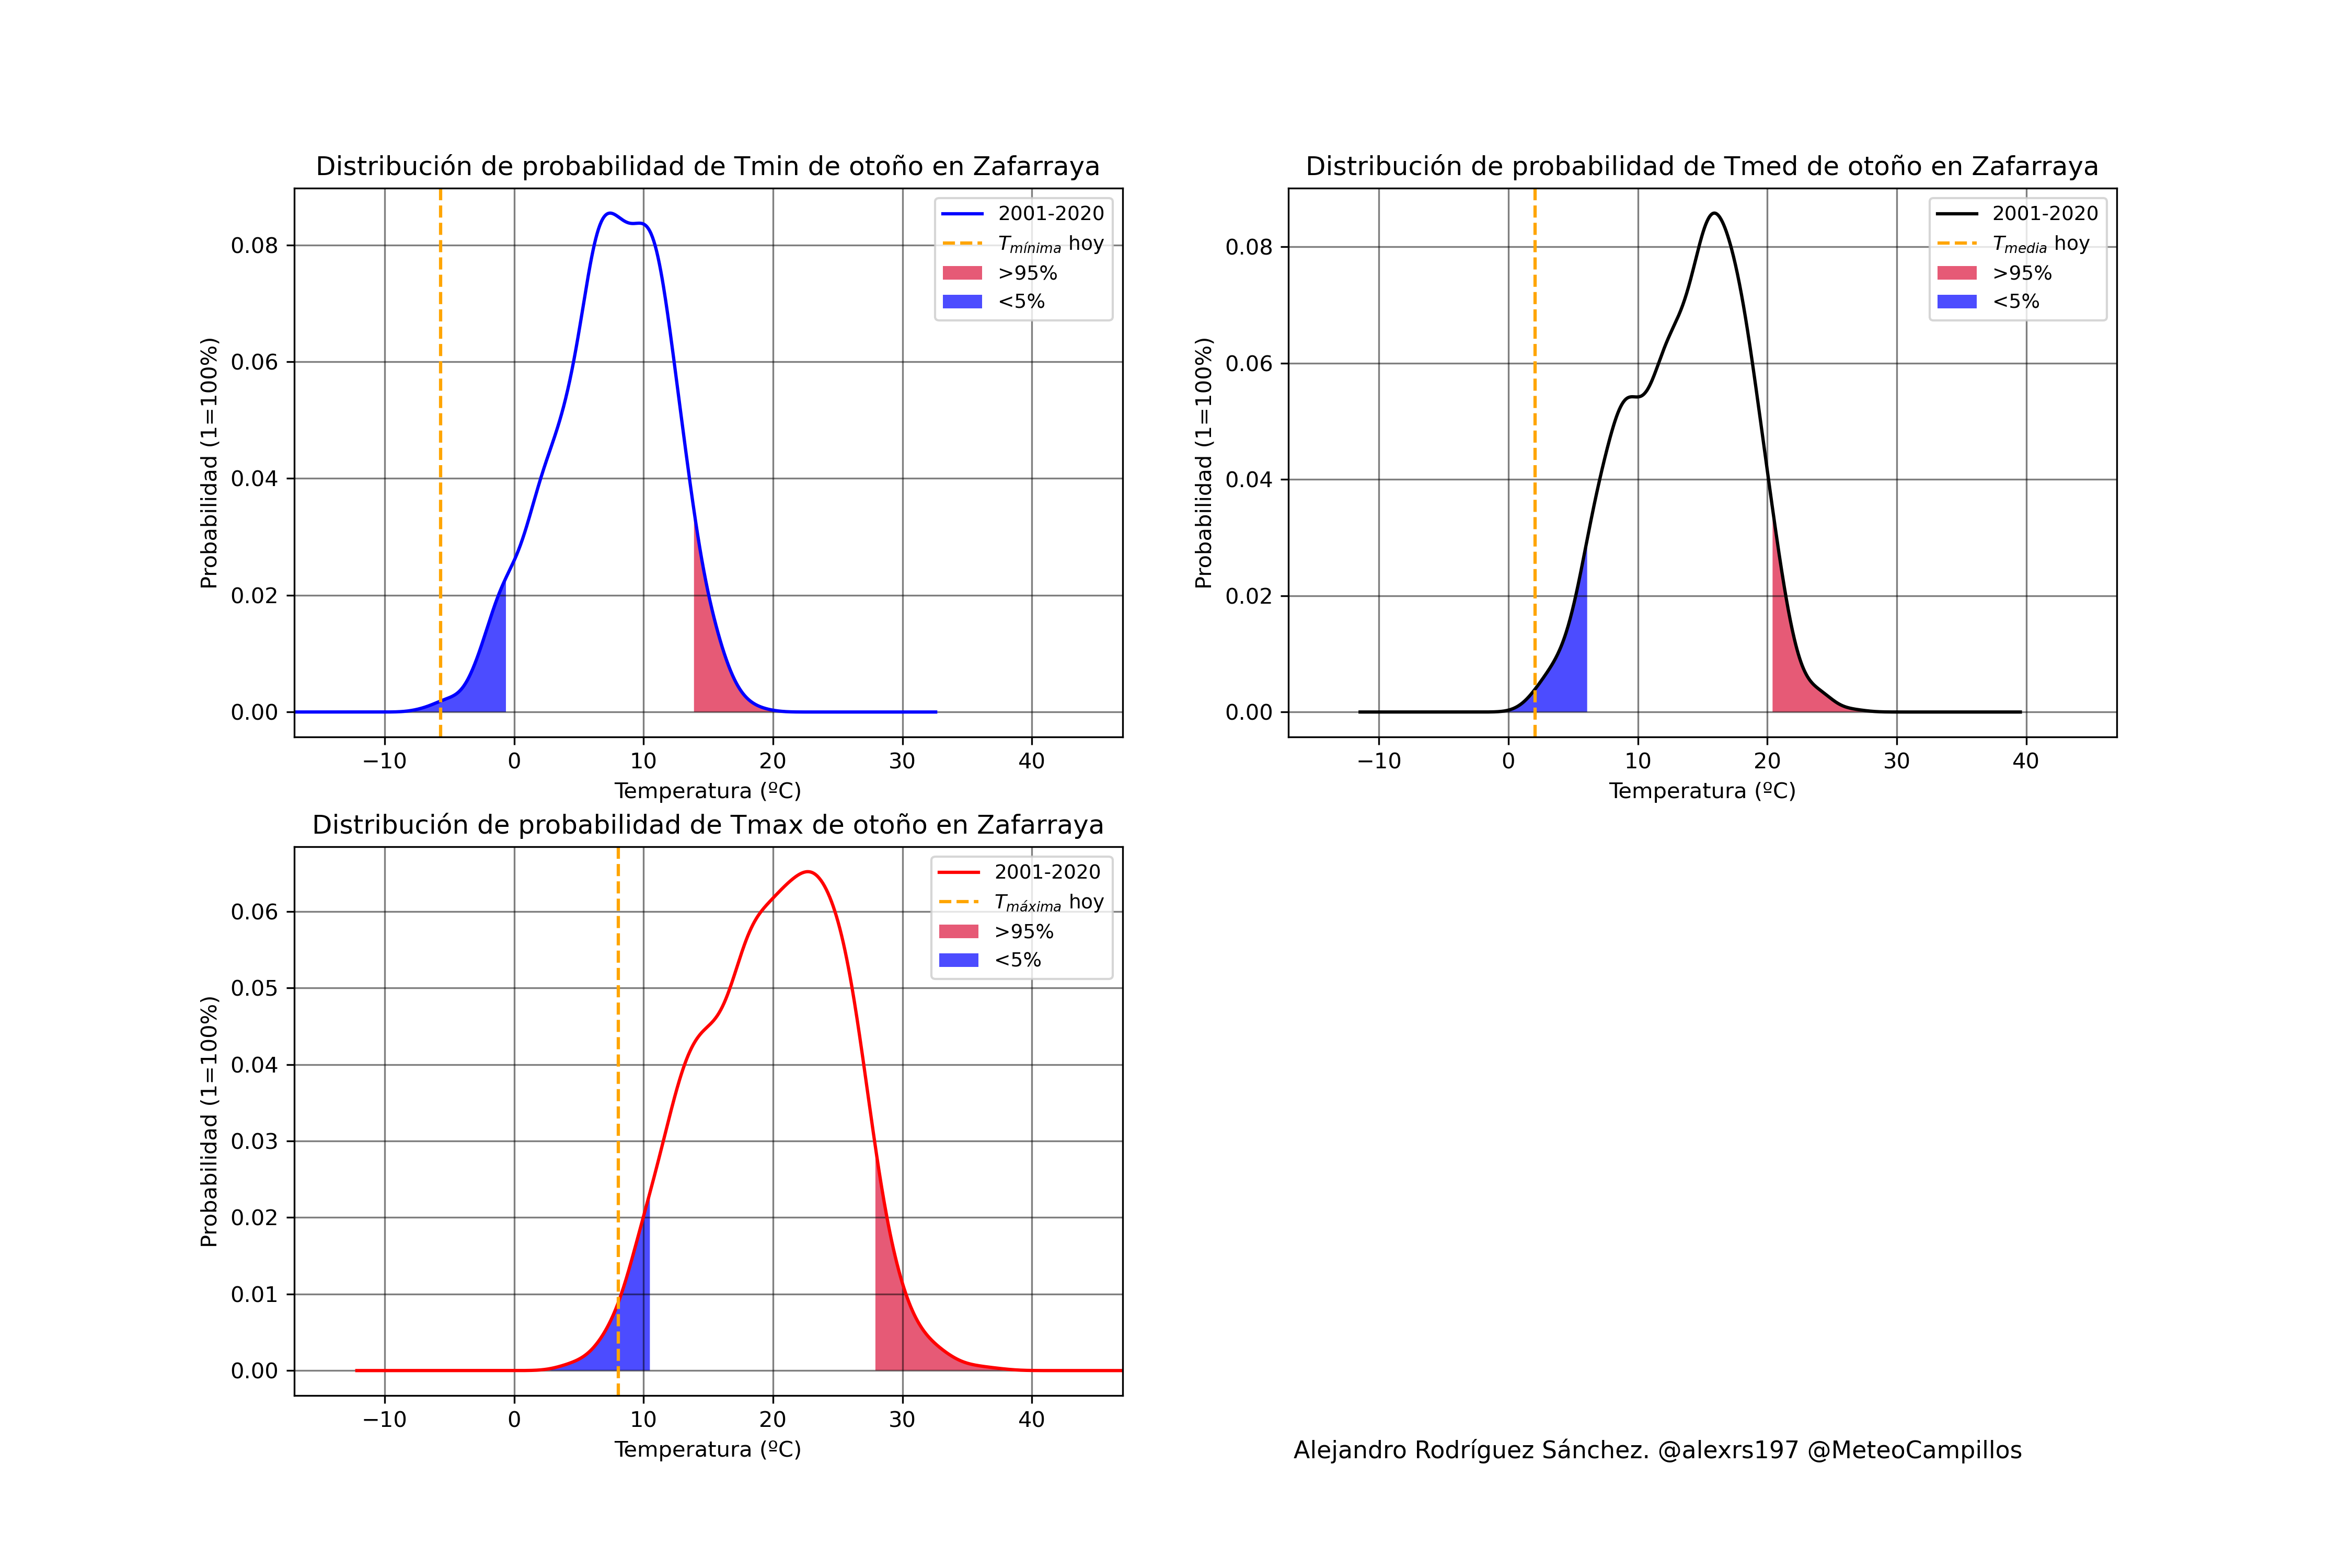 Distribución de probabilidad de Tmin de otoño en Zafarraya
2001-2020
Tmínima hoy
>95%
<5%
Probabilidad (1=100%)
0.08
0.06
0.04
0.02
0.00
−10 0 10 20 30 40
Temperatura (ºC)
Distribución de probabilidad de Tmed de otoño en Zafarraya
2001-2020
Tmedia hoy
>95%
<5%
Probabilidad (1=100%)
0.08
0.06
0.04
0.02
0.00
−10 0 10 20 30 40
Temperatura (ºC)
Distribución de probabilidad de Tmax de otoño en Zafarraya
2001-2020
Tmáxima hoy
>95%
<5%
Probabilidad (1=100%)
0.06
0.05
0.04
0.03
0.02
0.01
0.00
−10 0 10 20 30 40
Temperatura (ºC)
Alejandro Rodríguez Sánchez. @alexrs197 @MeteoCampillos